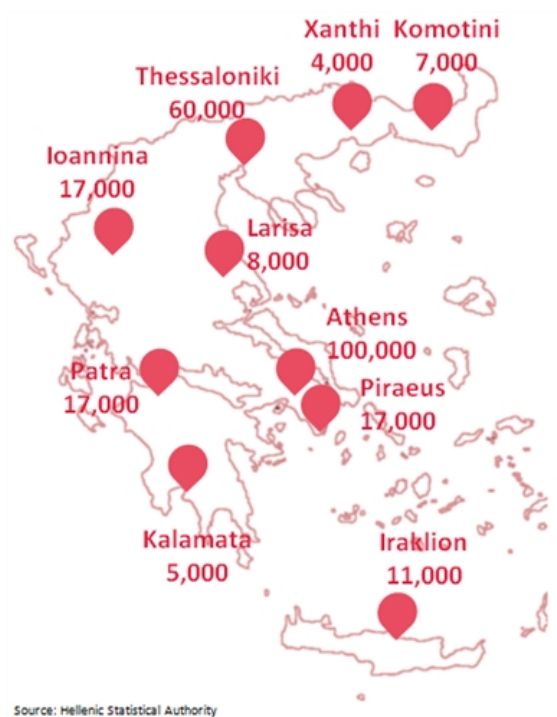 Xanthi
4,000
Komotini
7,000
Thessaloniki
60,000
Ioannina
17,000
Larisa
8,000
Athens
100,000
Patra
17,000
Piraeus
17,000
Kalamata
5,000
Iraklion
11,000
Source: Hellenic Statistical Authority